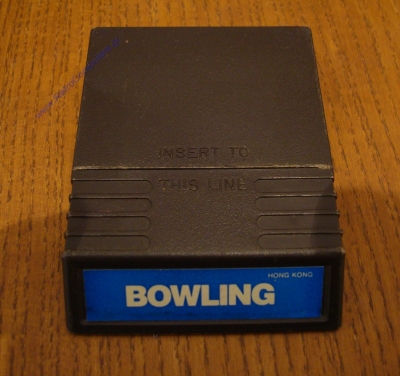 INSERT TO
THIS LINE
HONG KONG
BOWLING